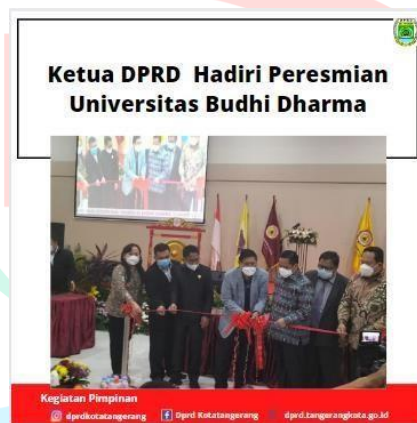 Ketua DPRD Hadiri Peresmian
Universitas Budhi Dharma
Kegiatan Pimpinan
dprdkotatangerang
Dprd Kotatangerang
dprd.tangerangkota.go.id